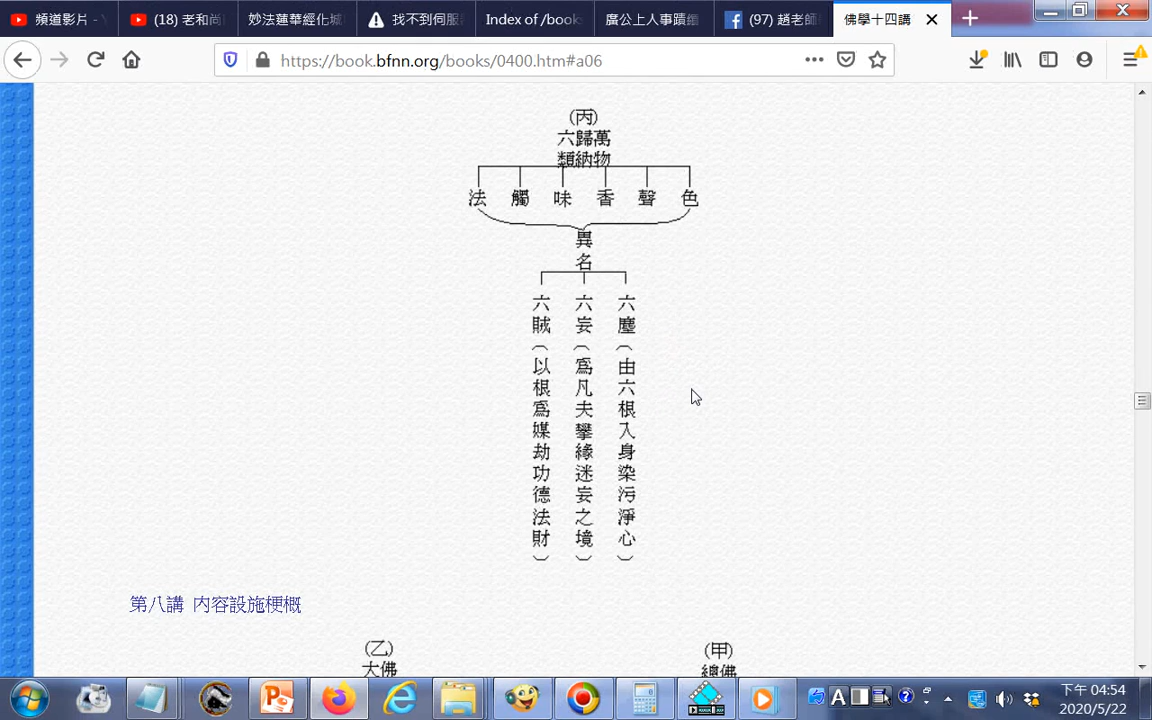 頻道影片 - Y
(18) 老和尚
妙法蓮華經化城
找不到伺服
Index of /book
廣公上人事蹟
(97) 趙老師
佛學十四講
https://book.bfnn.org/books/0400.htm#a06
(丙)
萬物歸納六類
色 聲 香 味 觸 法
異名
六塵(由六根入身染污淨心)
六妄(為凡夫攀緣迷妄之境)
六賊(以根為媒劫功德法財)
第八講 内容設施梗概
(甲)
總佛
(乙)
大佛
下午 04:54
2020/5/22